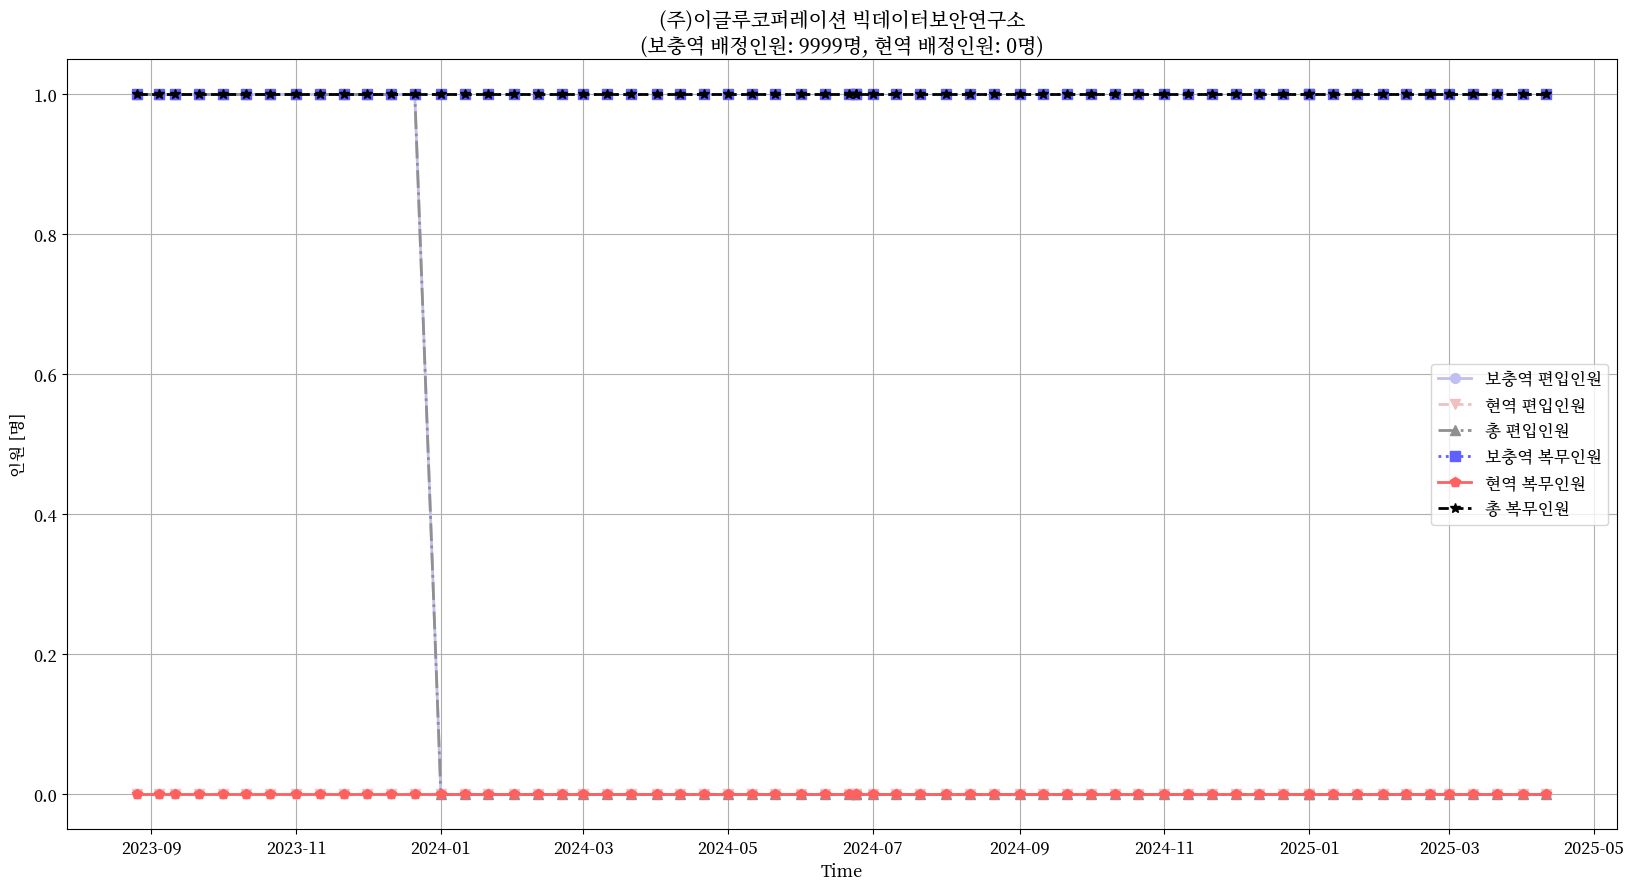 (주)이글루코퍼레이션 빅데이터보안연구소
(보충역 배정인원: 9999명, 현역 배정인원: 0명)
인원 [명]
1.0
0.8
0.6
0.4
0.2
0.0
보충역 편입인원
현역 편입인원
총 편입인원
보충역 복무인원
현역 복무인원
총 복무인원
2023-09 2023-11 2024-01 2024-03 2024-05 2024-07 2024-09 2024-11 2025-01 2025-03 2025-05
Time